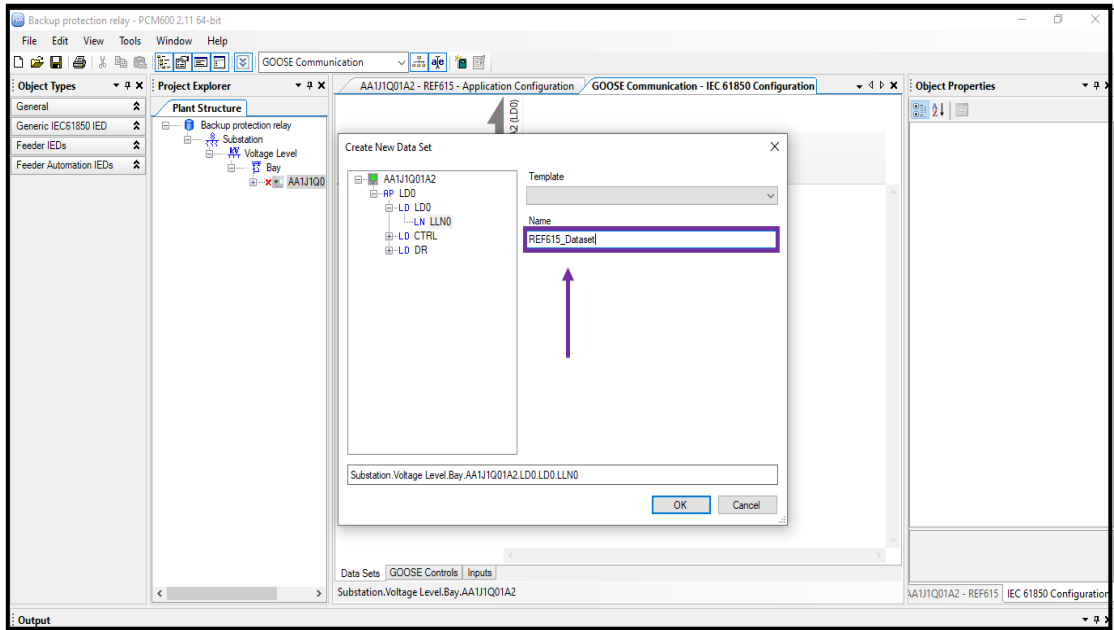 Backup protection relay - PCM600 2.11 64-bit
File Edit View Tools Window Help
GOOSE Communication
Object Types
General
Generic IEC61850 IED
Feeder IEDs
Feeder Automation IEDs
Project Explorer
Plant Structure
Backup protection relay
Substation
Voltage Level
Bay
AA1J1Q0
AA1J1Q01A2 - REF615 - Application Configuration
GOOSE Communication - IEC 61850 Configuration
A2 (LD0)
Create New Data Set
AA1J1Q01A2
AP LD0
LD LD0
LN LLN0
LD CTRL
LD DR
Template
Name
REF615_Dataset
Substation.Voltage Level.Bay.AA1J1Q01A2.LD0.LD0.LLN0
OK Cancel
Data Sets GOOSE Controls Inputs
Substation.Voltage Level.Bay.AA1J1Q01A2
Object Properties
AA1J1Q01A2 - REF615 IEC 61850 Configuration
Output